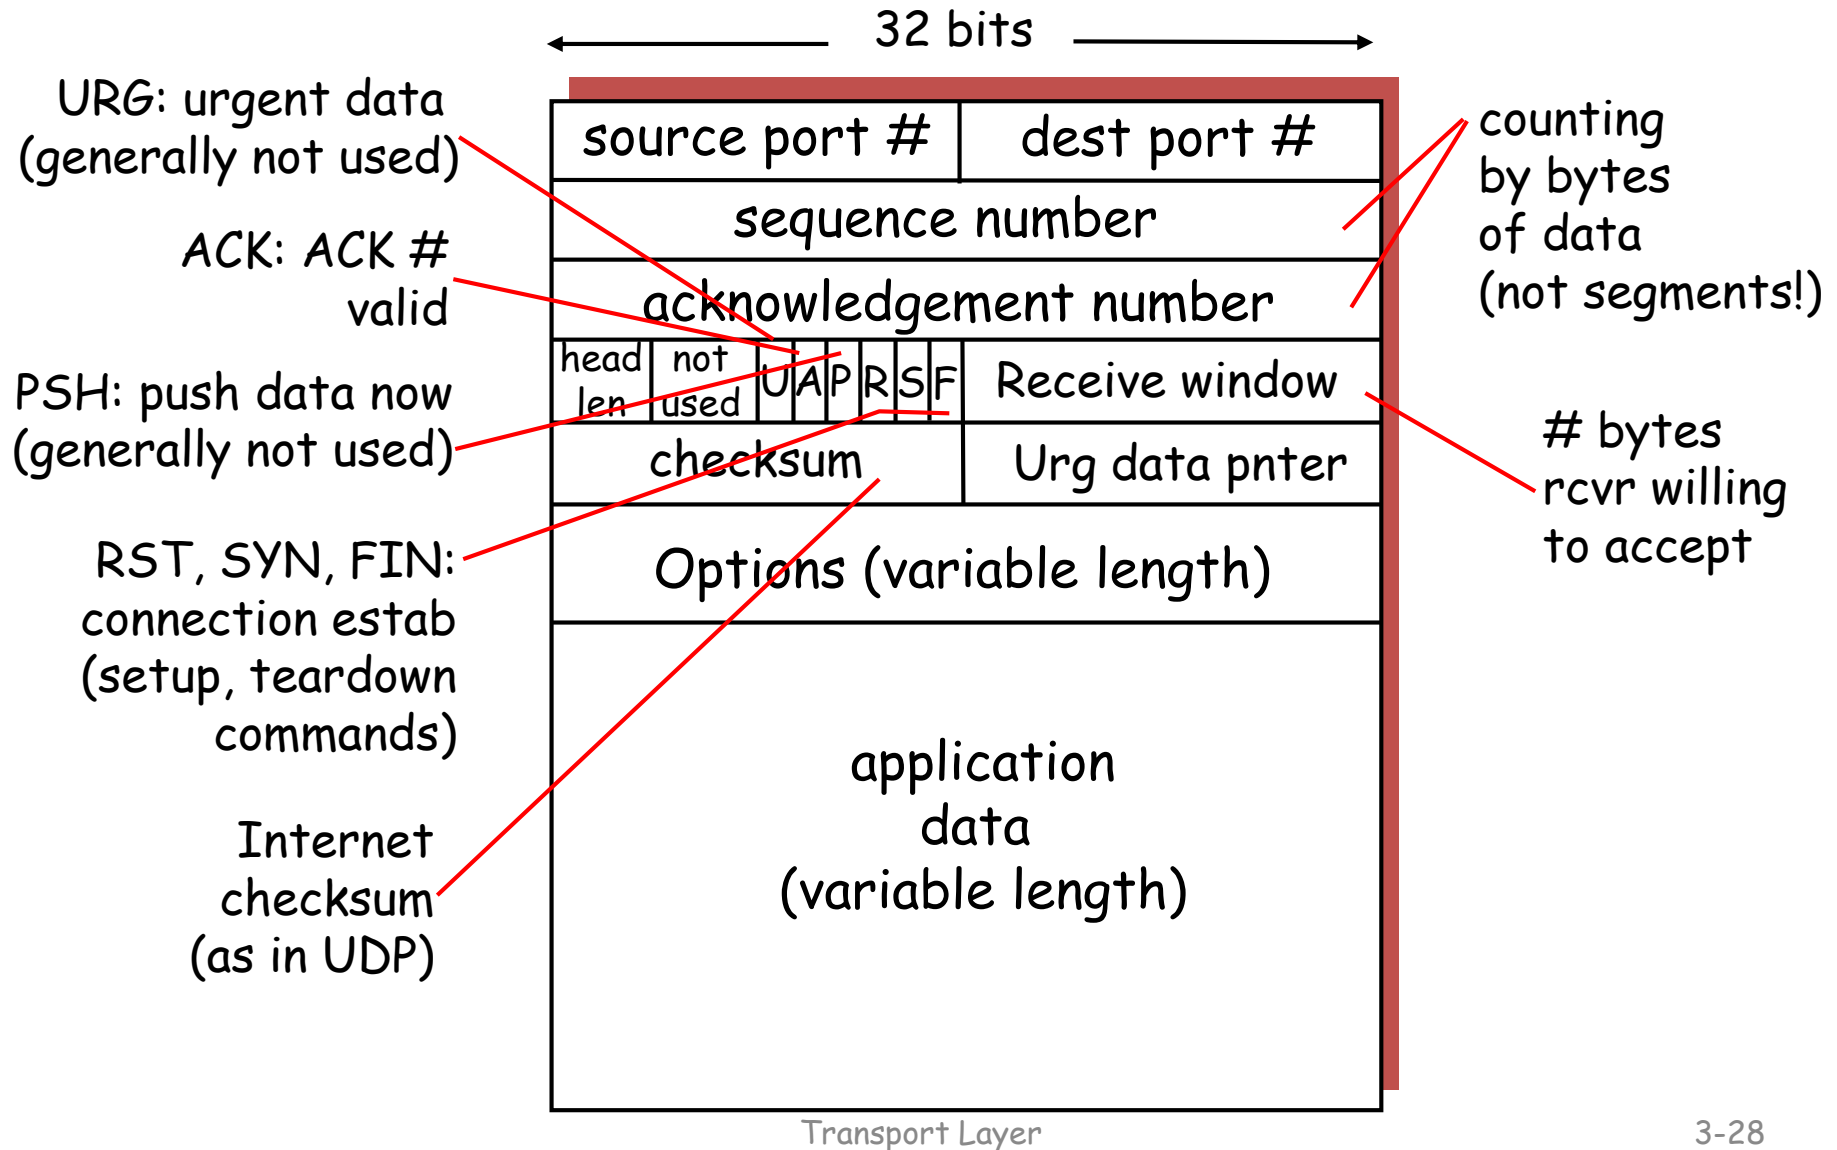 32 bits
URG: urgent data
(generally not used)
ACK: ACK #
valid
PSH: push data now
(generally not used)
RST, SYN, FIN:
connection estab
(setup, teardown
commands)
Internet
checksum
(as in UDP)
source port #
dest port #
sequence number
acknowledgement number
head
len
not
used
U
A
P
R
S
F
Receive window
checksum
Urg data pnter
Options (variable length)
application
data
(variable length)
counting
by bytes
of data
(not segments!)
# bytes
rcvr willing
to accept
Transport Layer
3-28